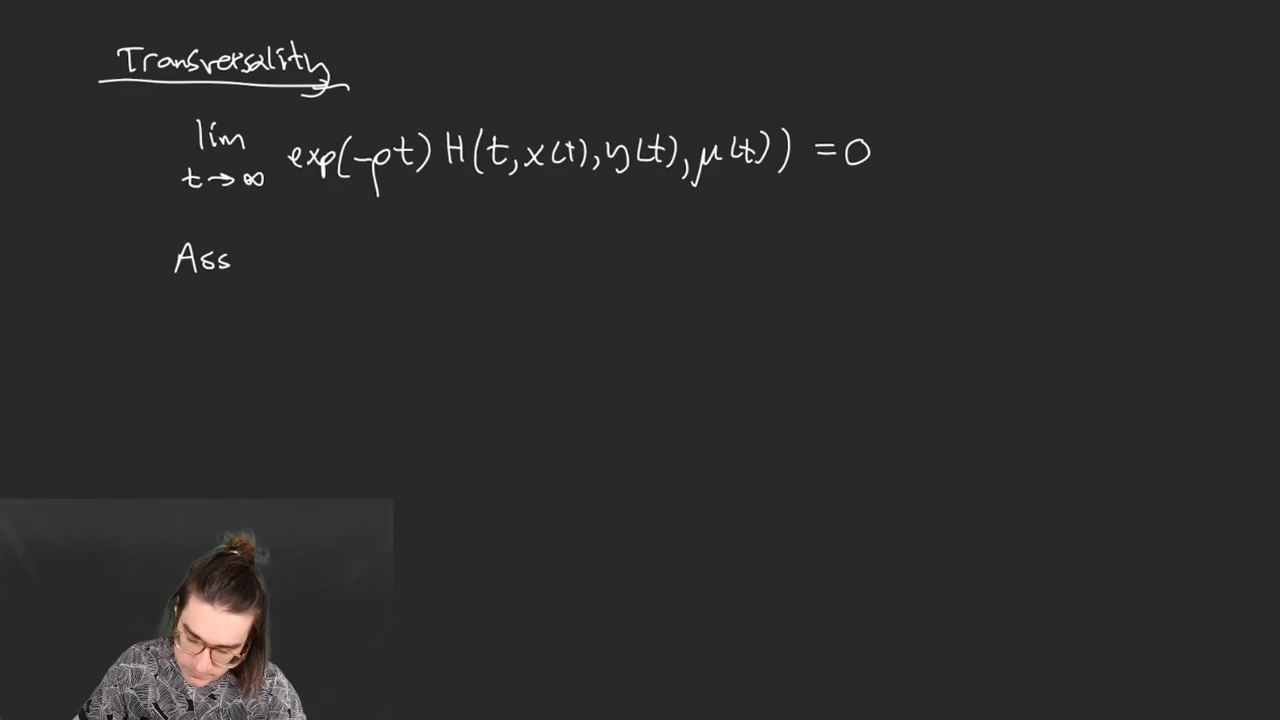 Transversality
lim t→∞ exp(-ρt) H(t, x(t), y(t), μ(t)) = 0
Ass